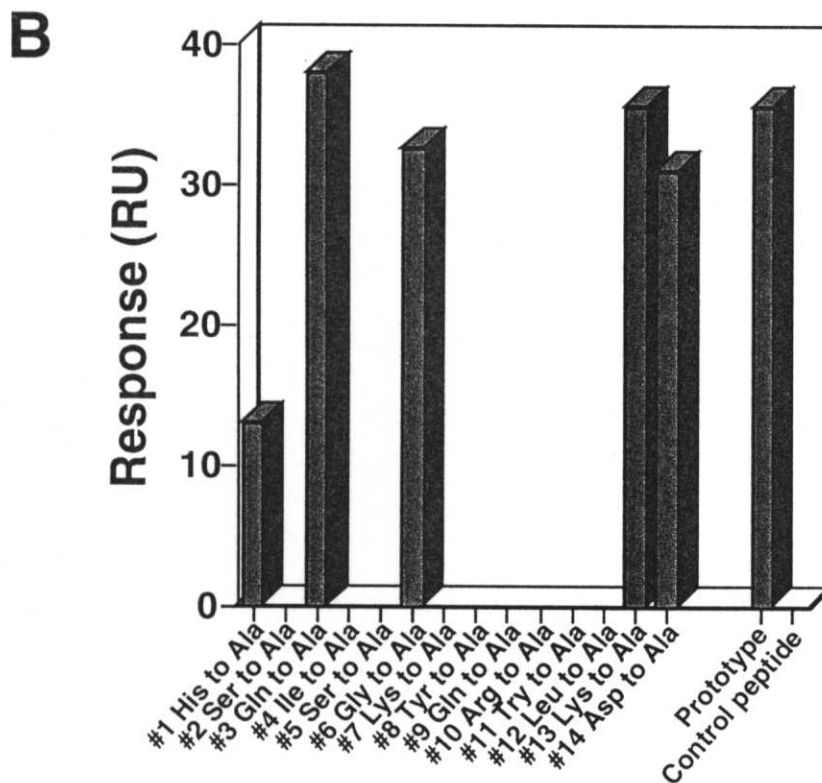 B
40
30
20
10
0
Response (RU)
#1 His to Ala
#2 Ser to Ala
#3 Gln to Ala
#4 Ile to Ala
#5 Ser to Ala
#6 Gly to Ala
#7 Lys to Ala
#8 Tyr to Ala
#9 Gln to Ala
#10 Arg to Ala
#11 Try to Ala
#12 Leu to Ala
#13 Lys to Ala
#14 Asp to Ala
Prototype
Control peptide